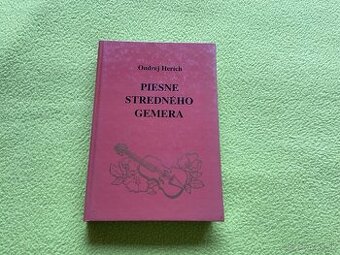 Ondrej Herich
PIESNE
STREDNÉHO
GEMERA